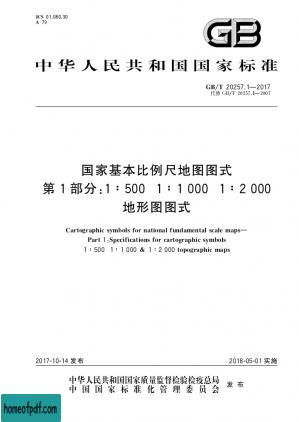 ICS 01.080.30
A 79
GB
中华人民共和国国家标准
GB/T 20257.1—2017
代替 GB/T 20257.1—2007
国家基本比例尺地图图式
第1部分:1∶500 1∶1 000 1∶2 000
地形图图式
Cartographic symbols for national fundamental scale maps—
Part 1:Specifications for cartographic symbols
1∶500 1∶1 000 & 1∶2 000 topographic maps
2017-10-14 发布
2018-05-01 实施
中华人民共和国国家质量监督检验检疫总局
中国国家标准化管理委员会
发布
homeofpdf.com
homeofpdf.com